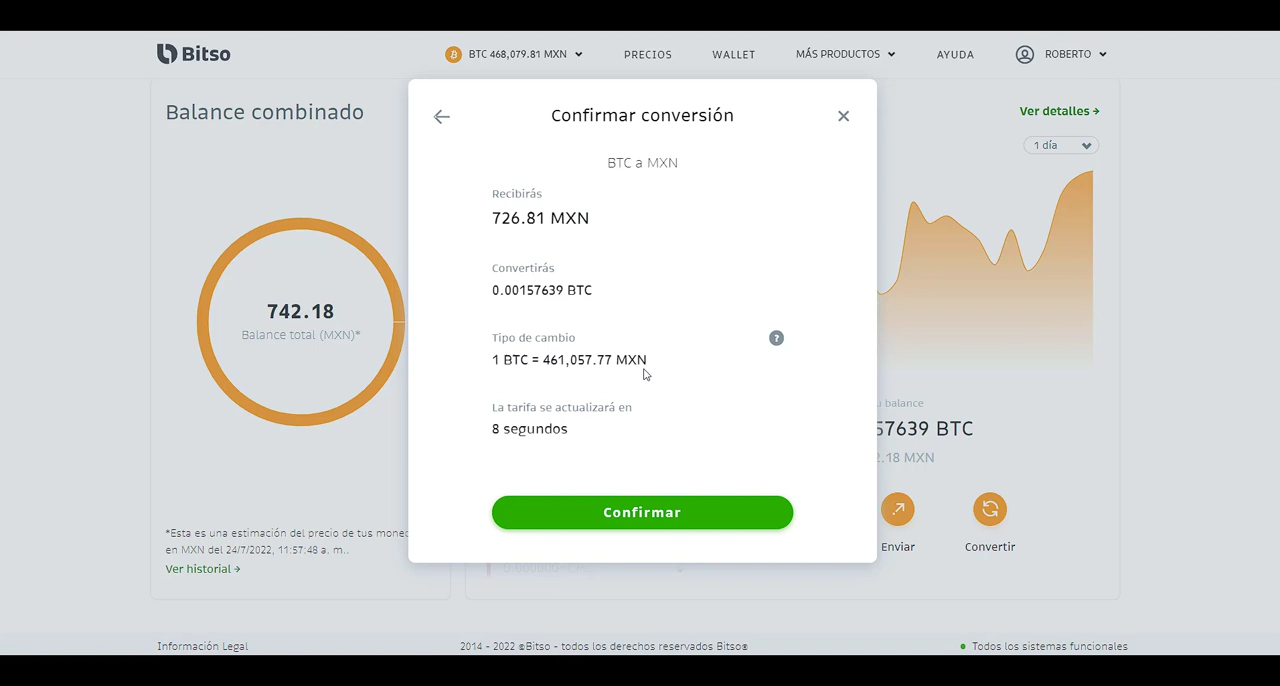 Bitso
BTC 468,079.81 MXN
PRECIOS
WALLET
MÁS PRODUCTOS
AYUDA
ROBERTO
Balance combinado
742.18
Balance total (MXN)*
*Esta es una estimación del precio de tus
en MXN del 24/7/2022, 11:57:48 a. m..
Ver historial →
Confirmar conversión
BTC a MXN
Recibirás
726.81 MXN
Convertirás
0.00157639 BTC
Tipo de cambio
?
1 BTC = 461,057.77 MXN
La tarifa se actualizará en
8 segundos
Confirmar
Ver detalles →
1 día
balance
57639 BTC
2.18 MXN
Enviar
Convertir
Información Legal
2014 - 2022 ®Bitso - todos los derechos reservados Bitso®
Todos los sistemas funcionales